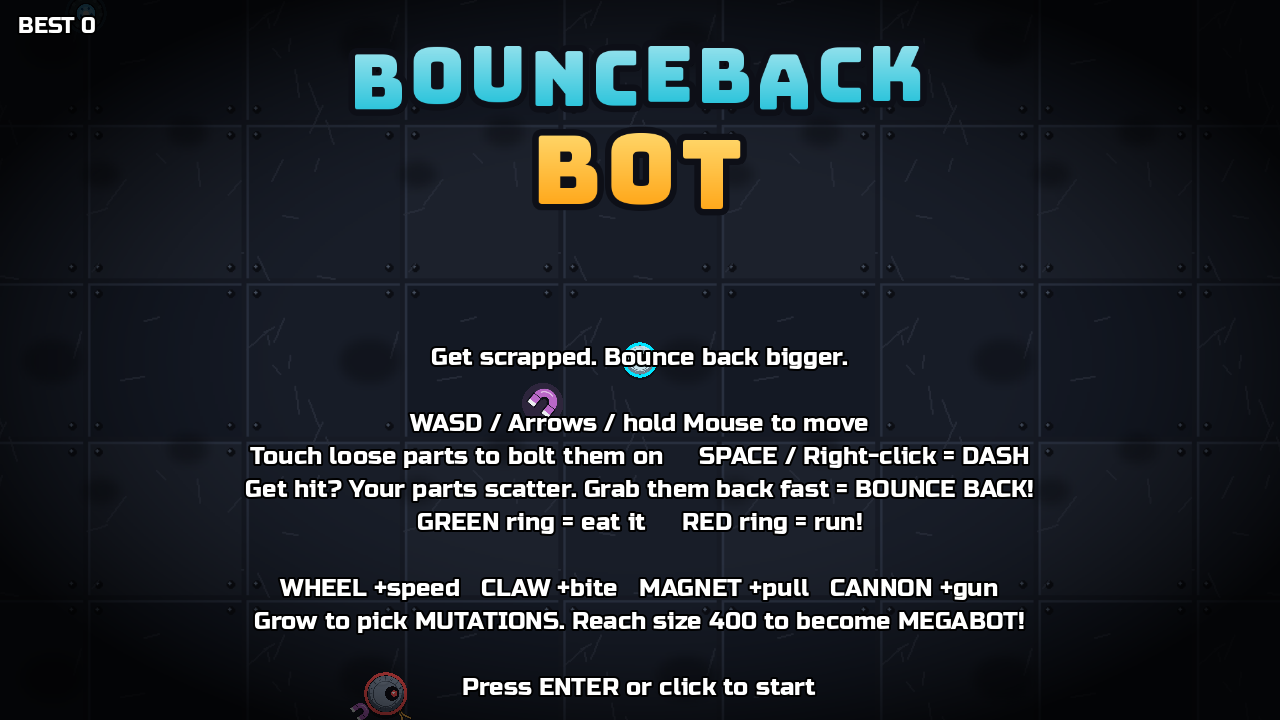 BEST 0
BOUNCEBACK
BOT
Get scrapped. Bounce back bigger.
WASD / Arrows / hold Mouse to move
Touch loose parts to bolt them on SPACE / Right-click = DASH
Get hit? Your parts scatter. Grab them back fast = BOUNCE BACK!
GREEN ring = eat it RED ring = run!
WHEEL +speed CLAW +bite MAGNET +pull CANNON +gun
Grow to pick MUTATIONS. Reach size 400 to become MEGABOT!
Press ENTER or click to start